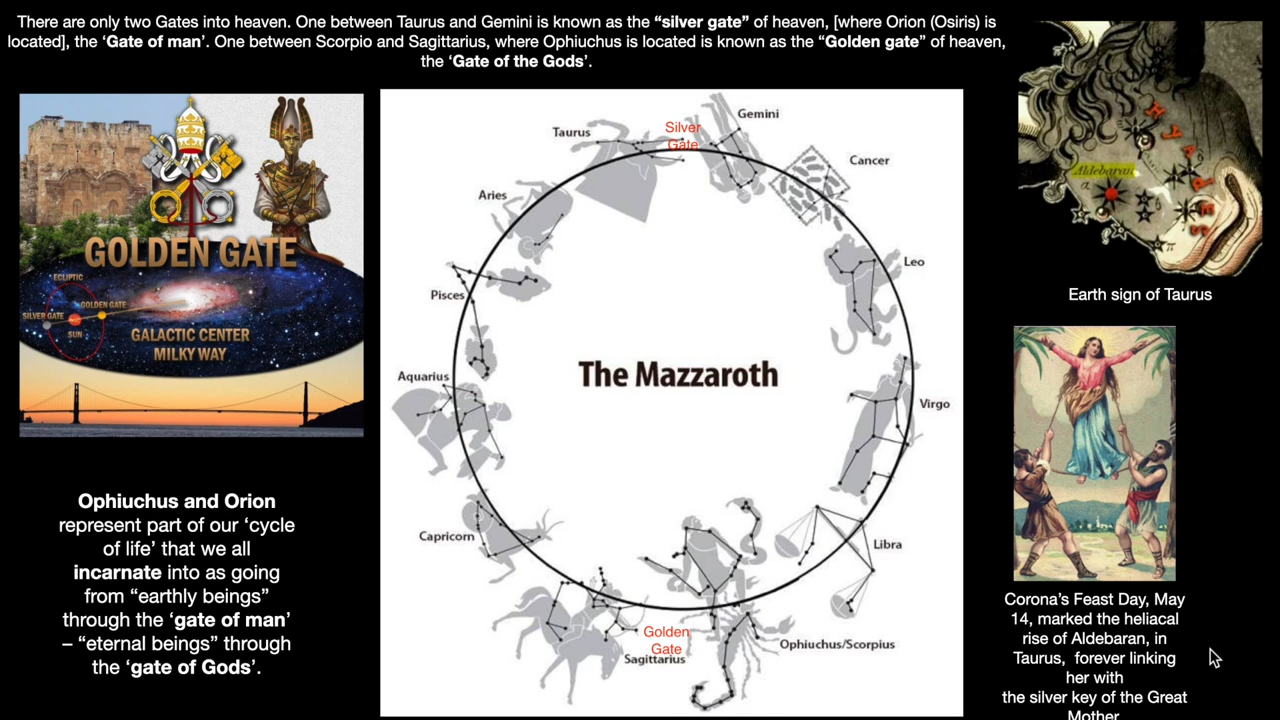 There are only two Gates into heaven. One between Taurus and Gemini is known as the “silver gate” of heaven, [where Orion (Osiris) is
located], the ‘Gate of man’. One between Scorpio and Sagittarius, where Ophiuchus is located is known as the “Golden gate” of heaven,
the ‘Gate of the Gods’.
GOLDEN GATE
ECLIPTIC
GOLDEN GATE
SILVER GATE
SUN
GALACTIC CENTER
MILKY WAY
Ophiuchus and Orion
represent part of our ‘cycle
of life’ that we all
incarnate into as going
from “earthly beings”
through the ‘gate of man’
– “eternal beings” through
the ‘gate of Gods’.
The Mazzaroth
Silver
Gate
Gemini
Taurus
Cancer
Aries
Leo
Pisces
Aquarius
Virgo
Capricorn
Libra
Golden
Gate
Sagittarius
Ophiuchus/Scorpius
Aldebaran
α
Earth sign of Taurus
Corona’s Feast Day, May
14, marked the heliacal
rise of Aldebaran, in
Taurus, forever linking
her with
the silver key of the Great
Mother